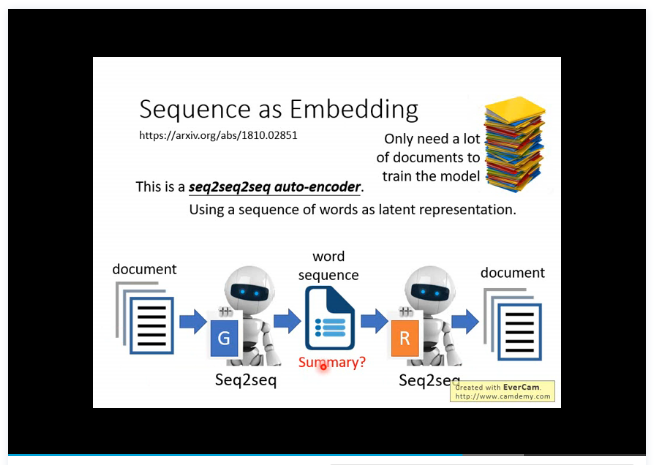 Sequence as Embedding
https://arxiv.org/abs/1810.02851
Only need a lot
of documents to
train the model
This is a seq2seq2seq auto-encoder.
Using a sequence of words as latent representation.
document
word
sequence
document
G
R
Summary?
Seq2seq
Seq2seq
Created with EverCam.
http://www.camdemy.com